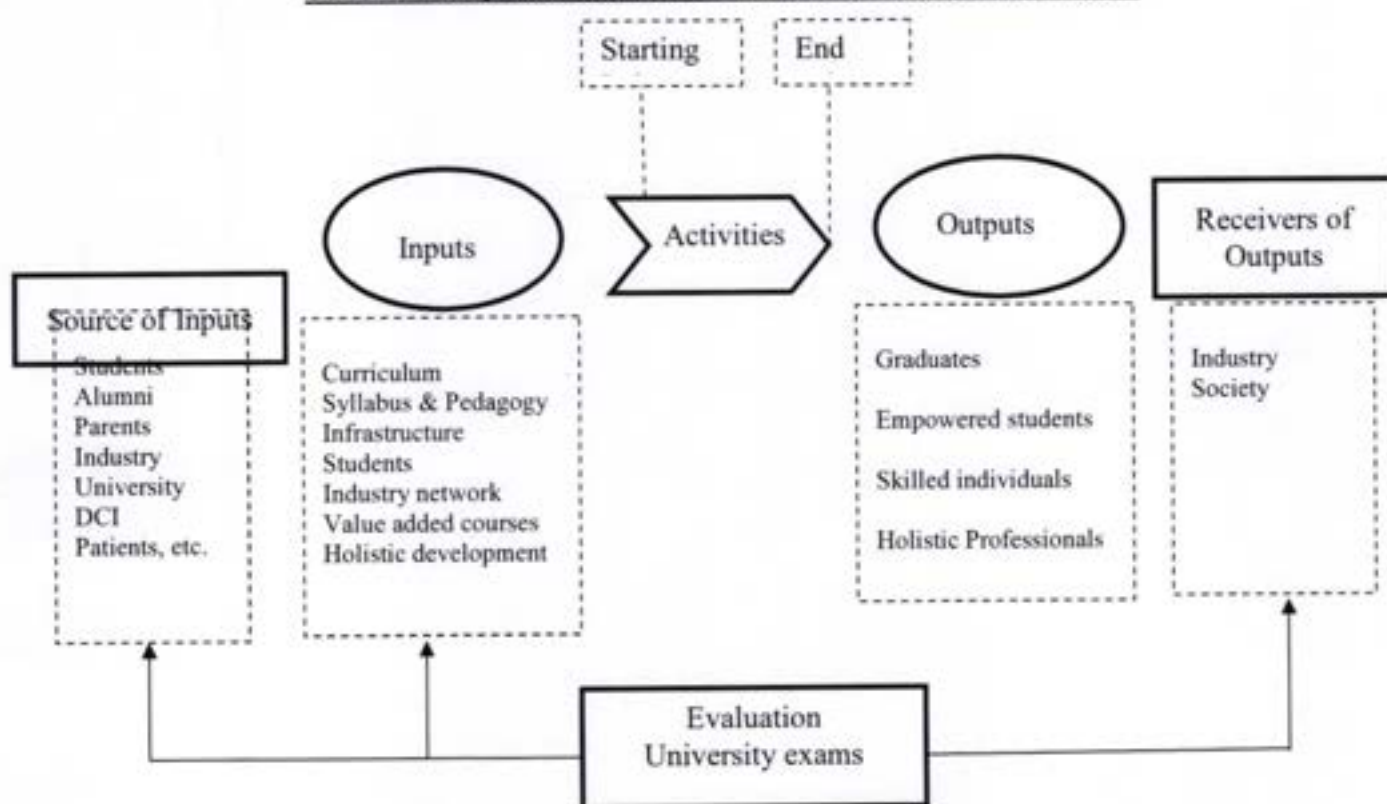 Starting
End
Inputs
Activities
Outputs
Receivers of
Outputs
Source of Inputs
Students
Alumni
Parents
Industry
University
DCI
Patients, etc.
Curriculum
Syllabus & Pedagogy
Infrastructure
Students
Industry network
Value added courses
Holistic development
Graduates
Empowered students
Skilled individuals
Holistic Professionals
Industry
Society
Evaluation
University exams